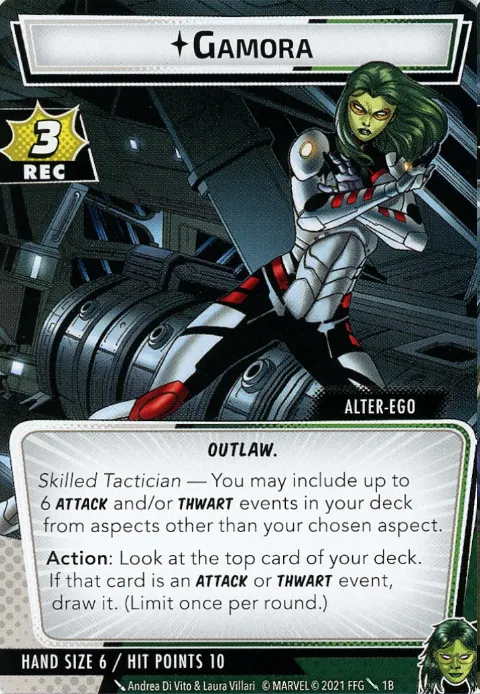 GAMORA
3
REC
ALTER-EGO
OUTLAW.
Skilled Tactician — You may include up to
6 ATTACK and/or THWART events in your deck
from aspects other than your chosen aspect.
Action: Look at the top card of your deck.
If that card is an ATTACK or THWART event,
draw it. (Limit once per round.)
HAND SIZE 6 / HIT POINTS 10
Andrea Di Vito & Laura Villari © MARVEL © 2021 FFG 1B